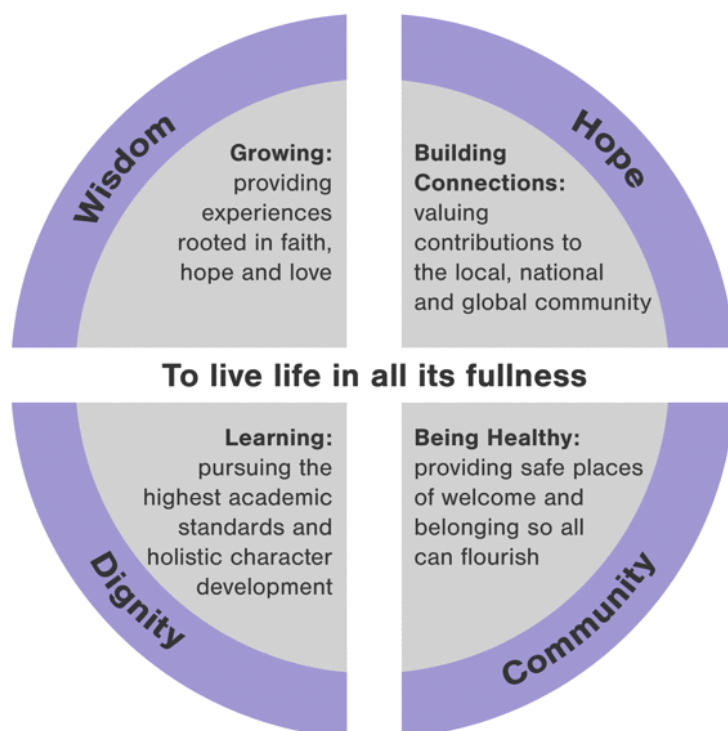 Wisdom
Growing:
providing
experiences
rooted in faith,
hope and love
Hope
Building
Connections:
valuing
contributions to
the local, national
and global community
To live life in all its fullness
Dignity
Learning:
pursuing the
highest academic
standards and
holistic character
development
Being Healthy:
providing safe places
of welcome and
belonging so all
can flourish
Community